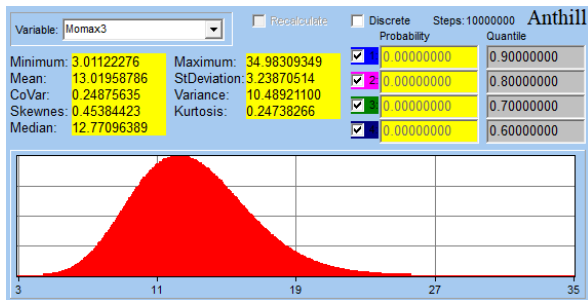 Variable: Momax3 Recalculate Discrete Steps:10000000 Anthill
Probability Quantile
Minimum: 3.01122276 Maximum: 34.98309349 1 0.00000000 0.90000000
Mean: 13.01958786 StDeviation: 3.23870514 2 0.00000000 0.80000000
CoVar: 0.24875635 Variance: 10.48921100 3 0.00000000 0.70000000
Skewnes: 0.45384423 Kurtosis: 0.24738266 4 0.00000000 0.60000000
Median: 12.77096389
3 11 19 27 35